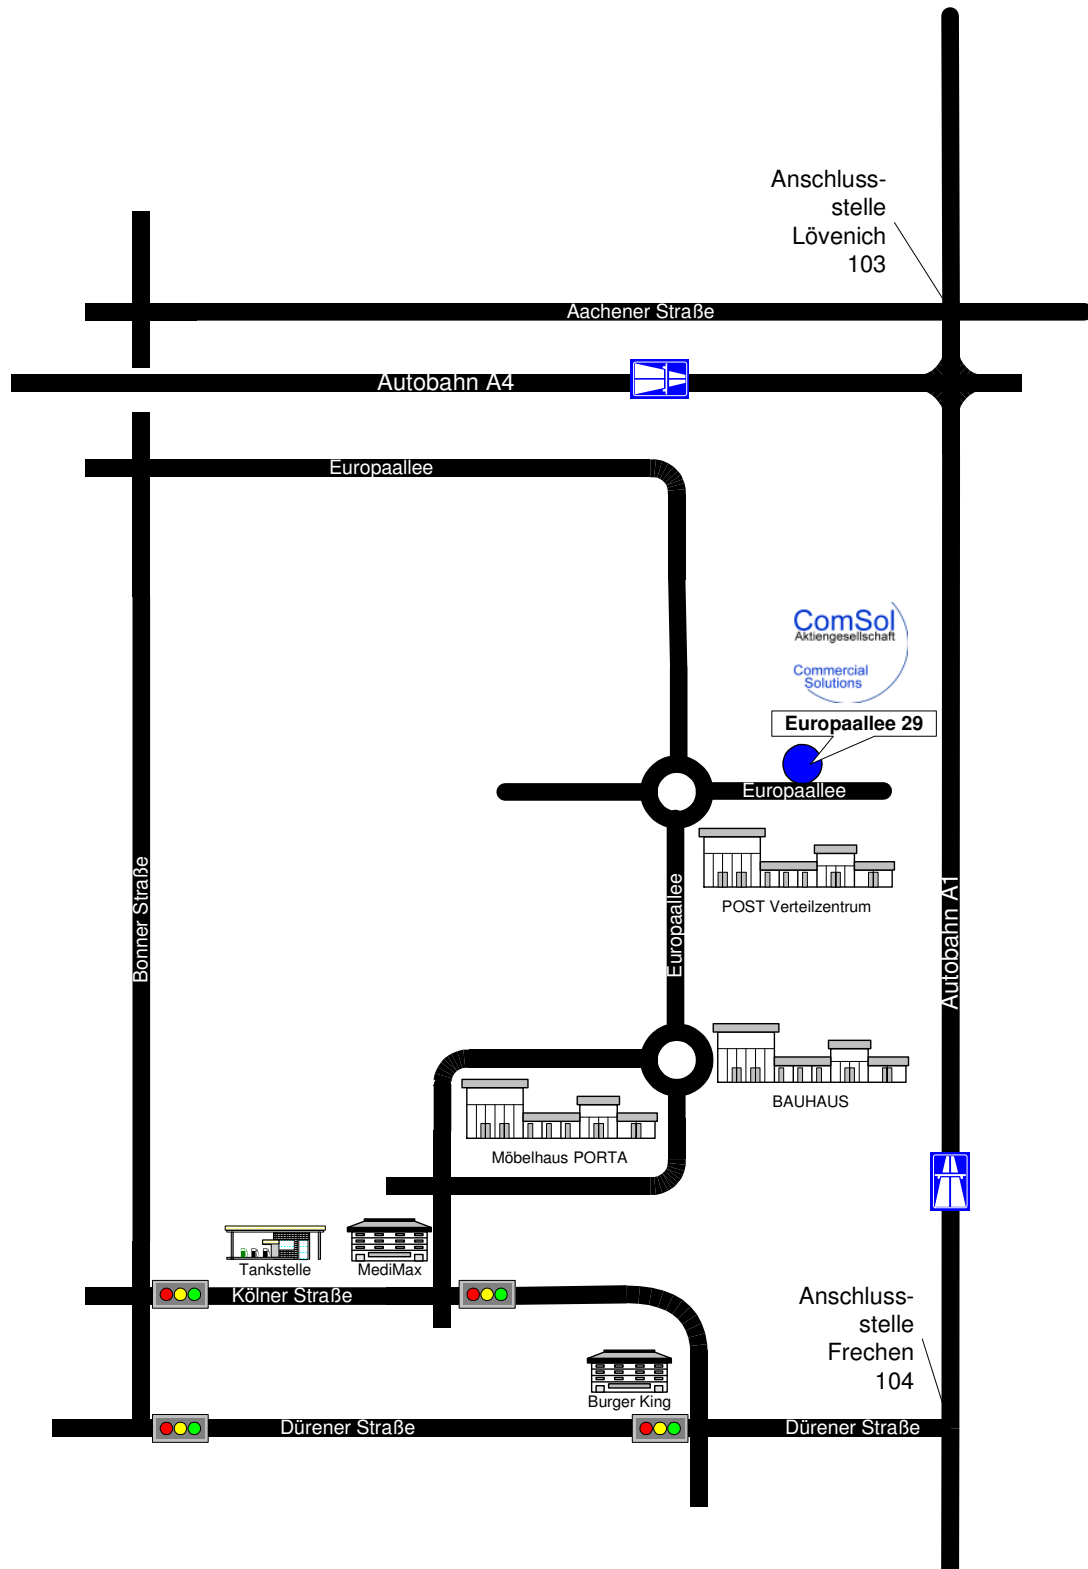 Anschluss-
stelle
Lövenich
103
Aachener Straße
Autobahn A4
Europaallee
ComSol
Aktiengesellschaft
Commercial
Solutions
Europaallee 29
Europaallee
POST Verteilzentrum
Europaallee
Bonner Straße
Autobahn A1
BAUHAUS
Möbelhaus PORTA
Tankstelle
MediMax
Kölner Straße
Anschluss-
stelle
Frechen
104
Burger King
Dürener Straße
Dürener Straße